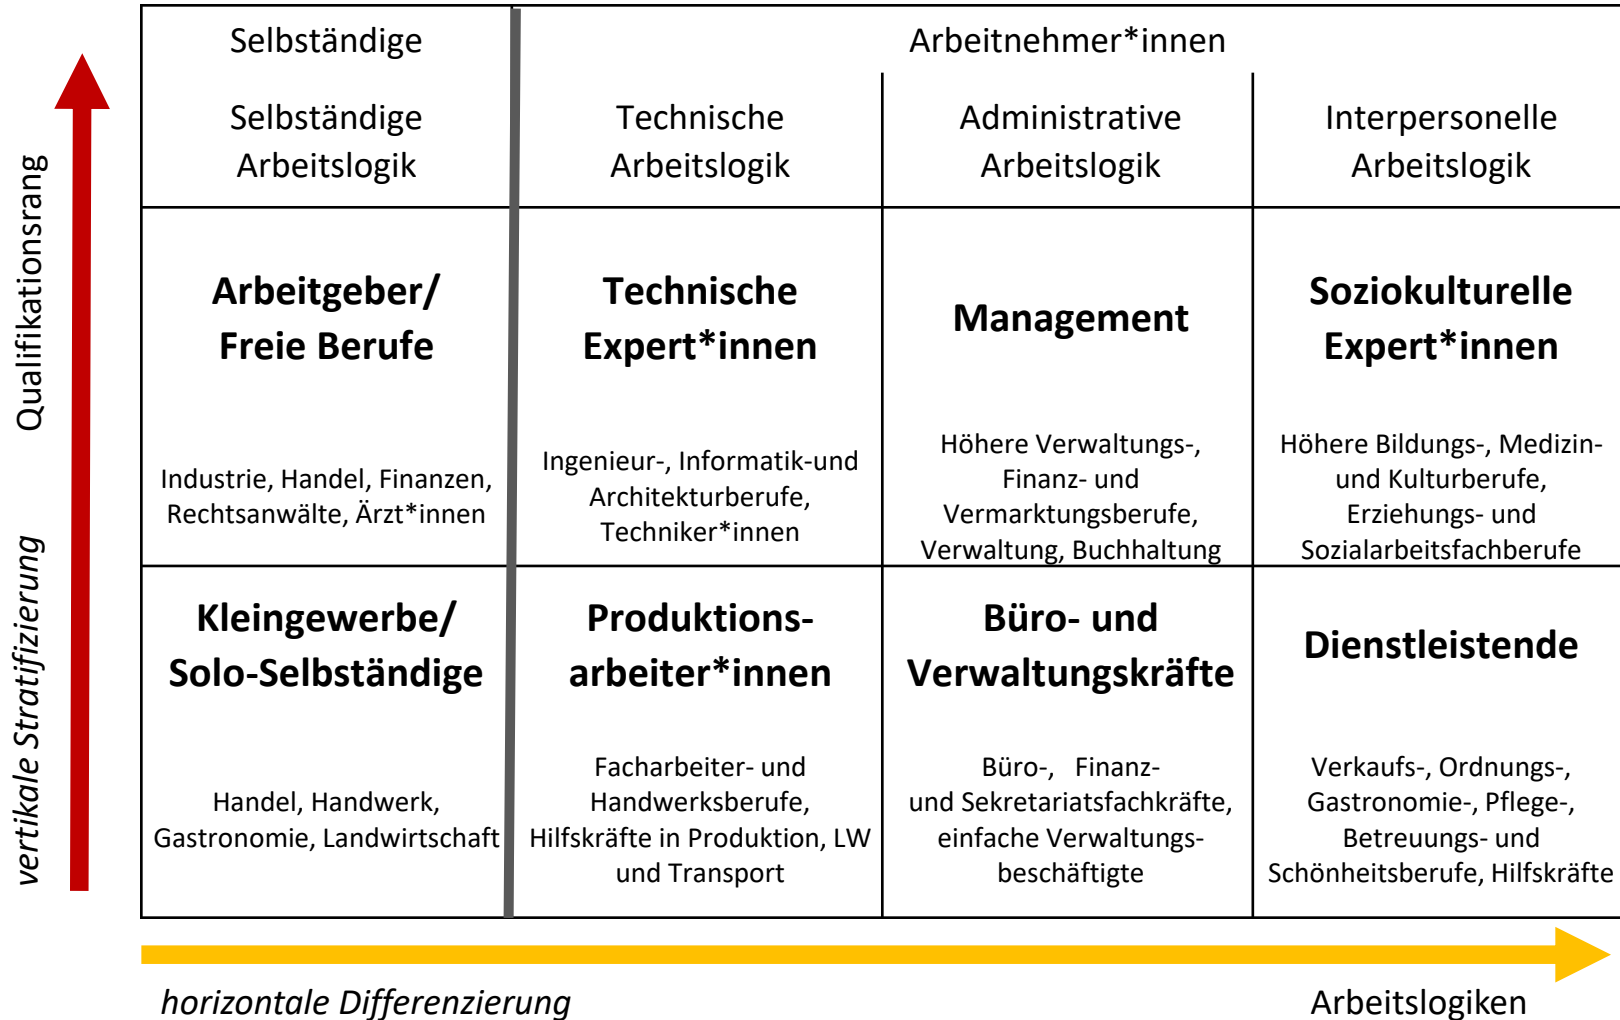 Selbständige
Arbeitnehmer*innen
Selbständige
Arbeitslogik
Technische
Arbeitslogik
Administrative
Arbeitslogik
Interpersonelle
Arbeitslogik
Qualifikationsrang
vertikale Stratifizierung
Arbeitgeber/
Freie Berufe
Industrie, Handel, Finanzen,
Rechtsanwälte, Ärzt*innen
Technische
Expert*innen
Ingenieur-, Informatik-und
Architekturberufe,
Techniker*innen
Management
Höhere Verwaltungs-,
Finanz- und
Vermarktungsberufe,
Verwaltung, Buchhaltung
Soziokulturelle
Expert*innen
Höhere Bildungs-, Medizin-
und Kulturberufe,
Erziehungs- und
Sozialarbeitsfachberufe
Kleingewerbe/
Solo-Selbständige
Handel, Handwerk,
Gastronomie, Landwirtschaft
Produktions-
arbeiter*innen
Facharbeiter- und
Handwerksberufe,
Hilfskräfte in Produktion, LW
und Transport
Büro- und
Verwaltungskräfte
Büro-, Finanz-
und Sekretariatsfachkräfte,
einfache Verwaltungs-
beschäftigte
Dienstleistende
Verkaufs-, Ordnungs-,
Gastronomie-, Pflege-,
Betreuungs- und
Schönheitsberufe, Hilfskräfte
horizontale Differenzierung
Arbeitslogiken